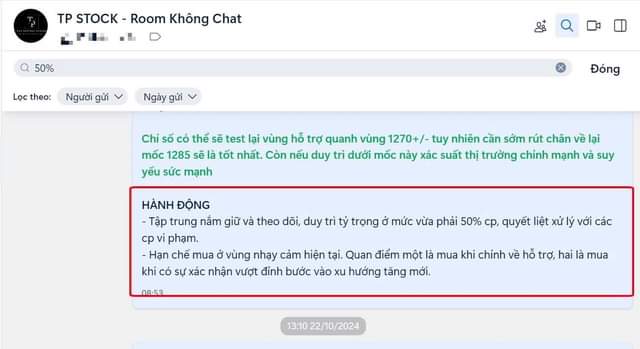 TP STOCK - Room Không Chat
50%
Đóng
Lọc theo:
Người gửi
Ngày gửi
Chỉ số có thể sẽ test lại vùng hỗ trợ quanh vùng 1270+/- tuy nhiên cần sớm rút chân về lại
mốc 1285 sẽ là tốt nhất. Còn nếu duy trì dưới mốc này xác suất thị trường chỉnh mạnh và suy
yếu sức mạnh
HÀNH ĐỘNG
- Tập trung nắm giữ và theo dõi, duy trì tỷ trọng ở mức vừa phải 50% cp, quyết liệt xử lý với các
cp vi phạm.
- Hạn chế mua ở vùng nhạy cảm hiện tại. Quan điểm một là mua khi chỉnh về hỗ trợ, hai là mua
khi có sự xác nhận vượt đỉnh bước vào xu hướng tăng mới.
08:53
13:10 22/10/2024